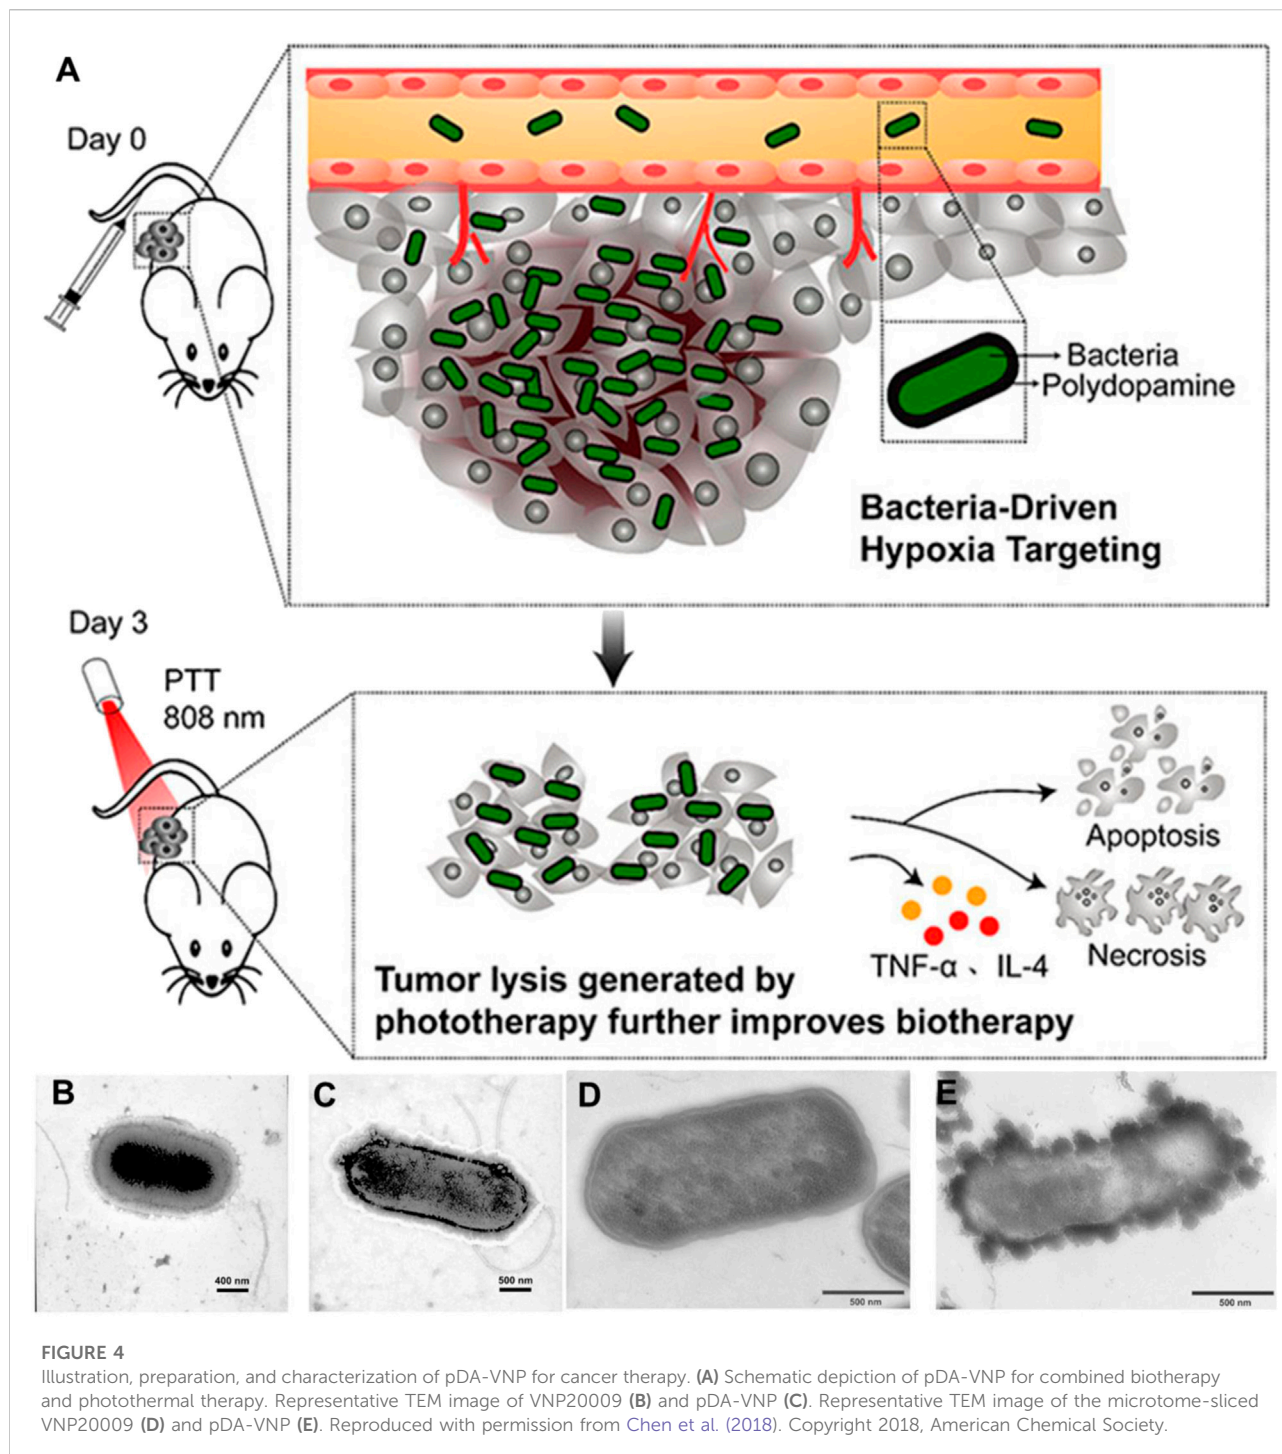 A
Day 0
Bacteria
Polydopamine
Bacteria-Driven
Hypoxia Targeting
Day 3
PTT
808 nm
Apoptosis
TNF-α 、 IL-4
Necrosis
Tumor lysis generated by
phototherapy further improves biotherapy
B
400 nm
C
500 nm
D
500 nm
E
500 nm
FIGURE 4
Illustration, preparation, and characterization of pDA-VNP for cancer therapy. (A) Schematic depiction of pDA-VNP for combined biotherapy
and photothermal therapy. Representative TEM image of VNP20009 (B) and pDA-VNP (C). Representative TEM image of the microtome-sliced
VNP20009 (D) and pDA-VNP (E). Reproduced with permission from Chen et al. (2018). Copyright 2018, American Chemical Society.